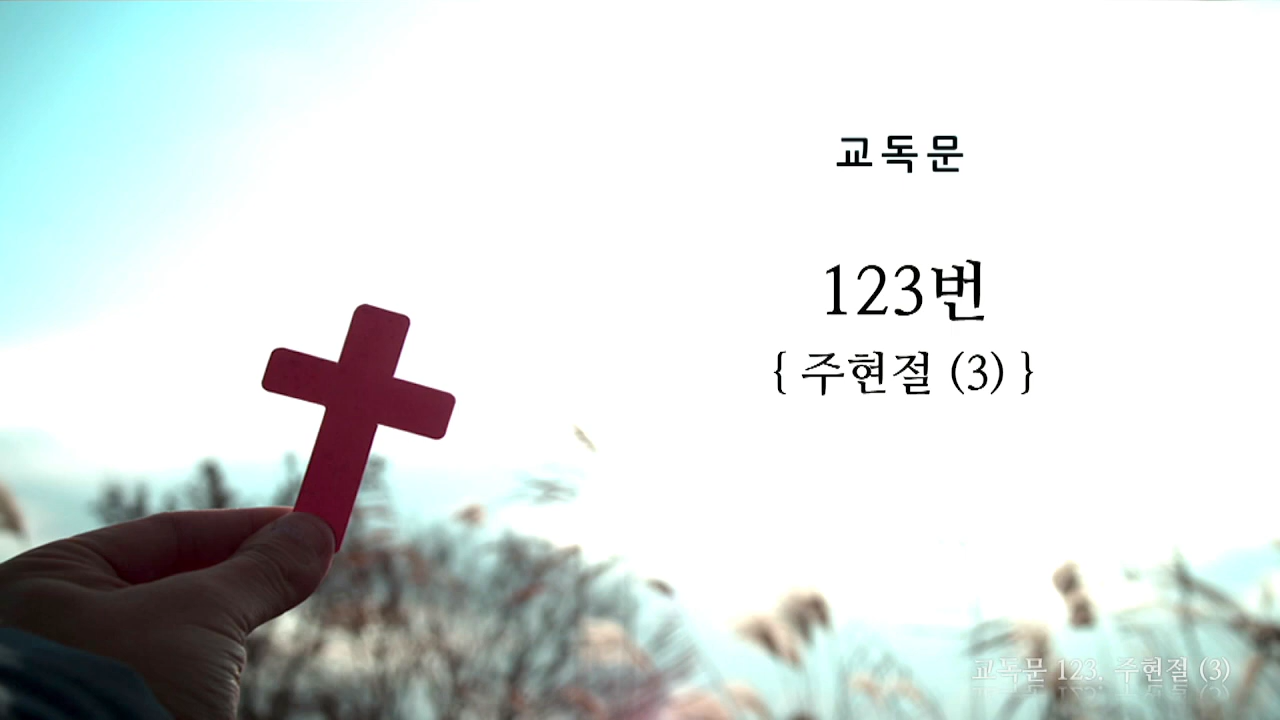 교독문
123번
{ 주현절 (3) }
교독문 123. 주현절 (3)